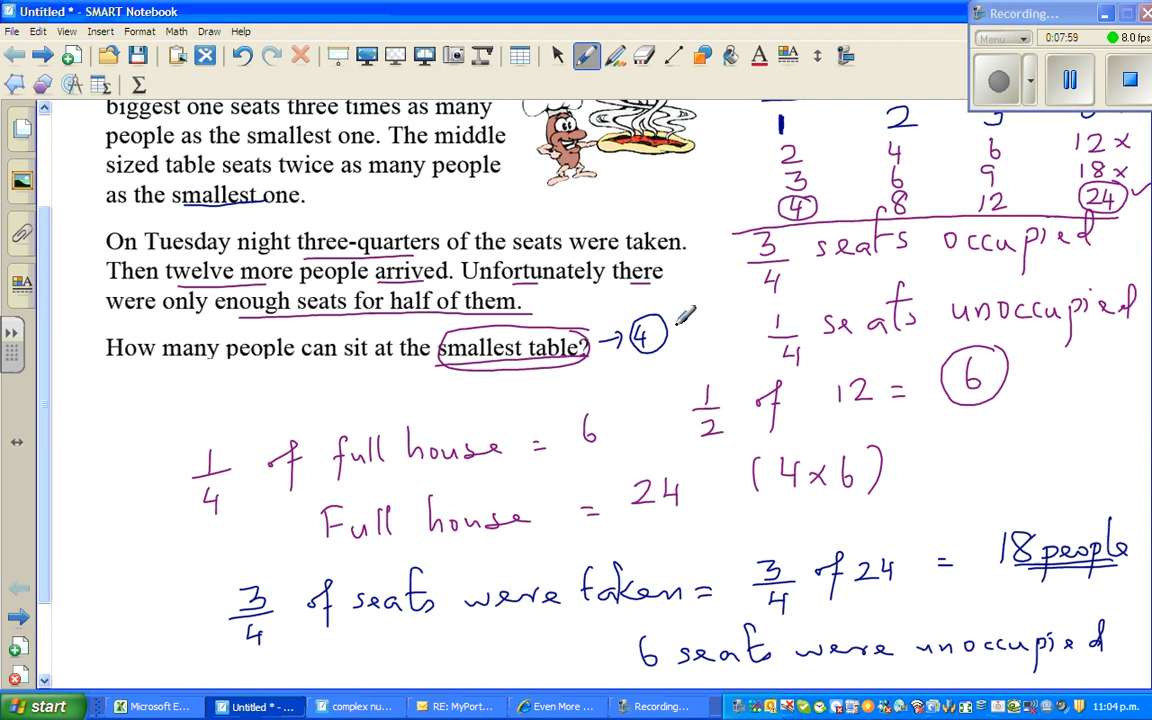 Untitled * - SMART Notebook
File Edit View Insert Format Math Draw Help
Recording...
Menu 0:07:59 8.0 fps
biggest one seats three times as many
people as the smallest one. The middle
sized table seats twice as many people
as the smallest one.
On Tuesday night three-quarters of the seats were taken.
Then twelve more people arrived. Unfortunately there
were only enough seats for half of them.
How many people can sit at the smallest table? → 4
1 2
2 4 6 12 x
3 6 9 18 x
4 8 12 24 ✓
3/4 seats occupied
1/4 seats unoccupied
1/2 of 12 = 6
1/4 of full house = 6
Full house = 24 (4 x 6)
3/4 of seats were taken = 3/4 of 24 = 18 people
6 seats were unoccupied
start Microsoft E... Untitled * - ... complex nu... RE: MyPort... Even More ... Recording... 11:04 p.m.